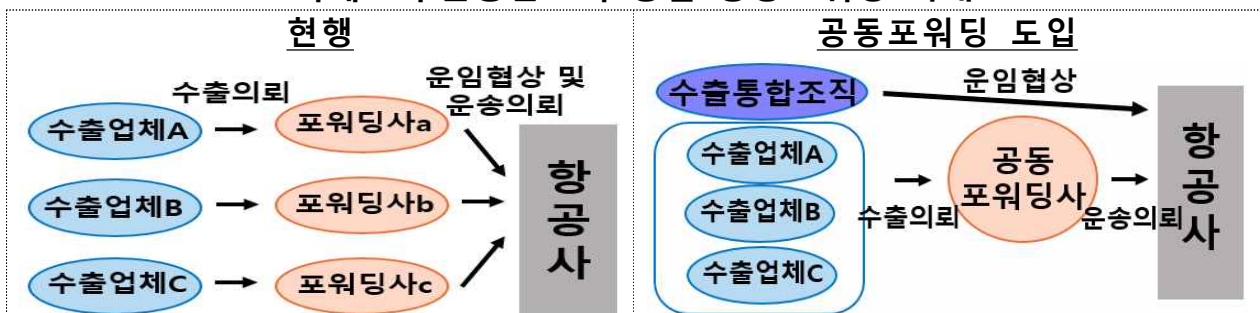 현행
수출의뢰
운임협상 및
운송의뢰
수출업체A
포워딩사a
수출업체B
포워딩사b
수출업체C
포워딩사c
항공사
공동포워딩 도입
수출통합조직
운임협상
수출업체A
수출업체B
수출업체C
수출의뢰
공동
포워딩사
운송의뢰
항공사